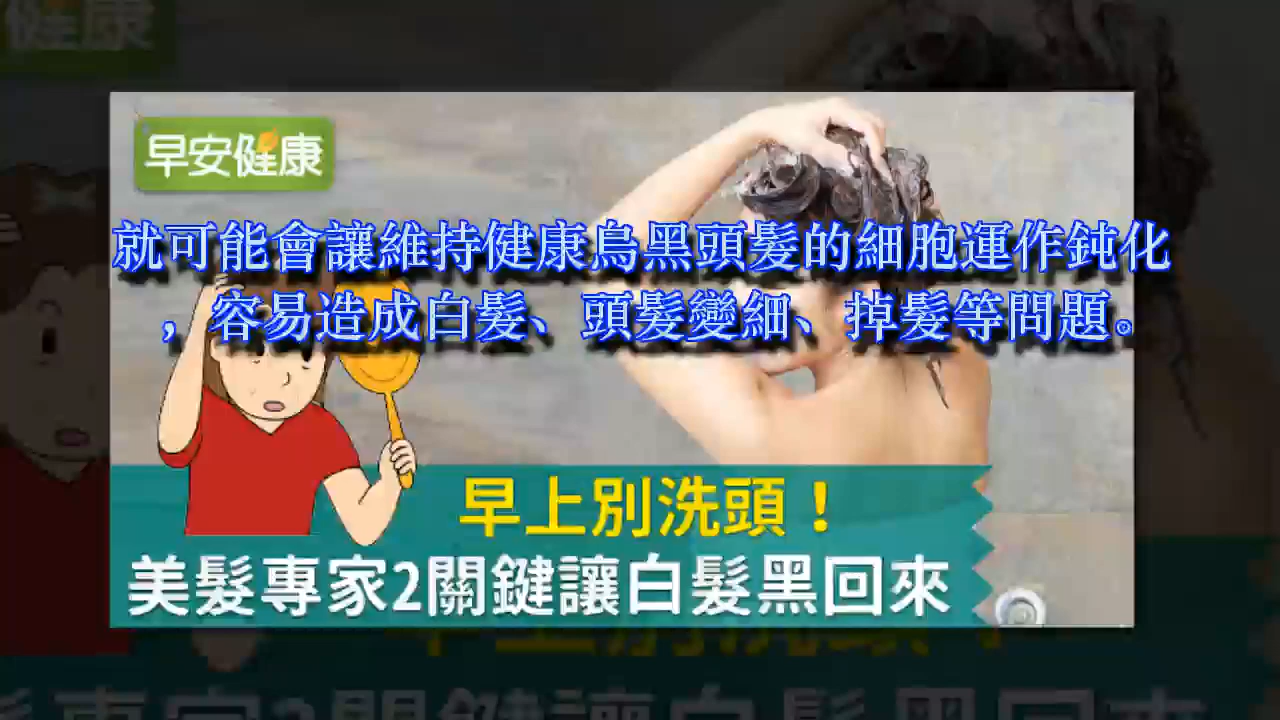 早安健康
就可能會讓維持健康烏黑頭髮的細胞運作鈍化
，容易造成白髮、頭髮變細、掉髮等問題。
早上別洗頭！
美髮專家2關鍵讓白髮黑回來